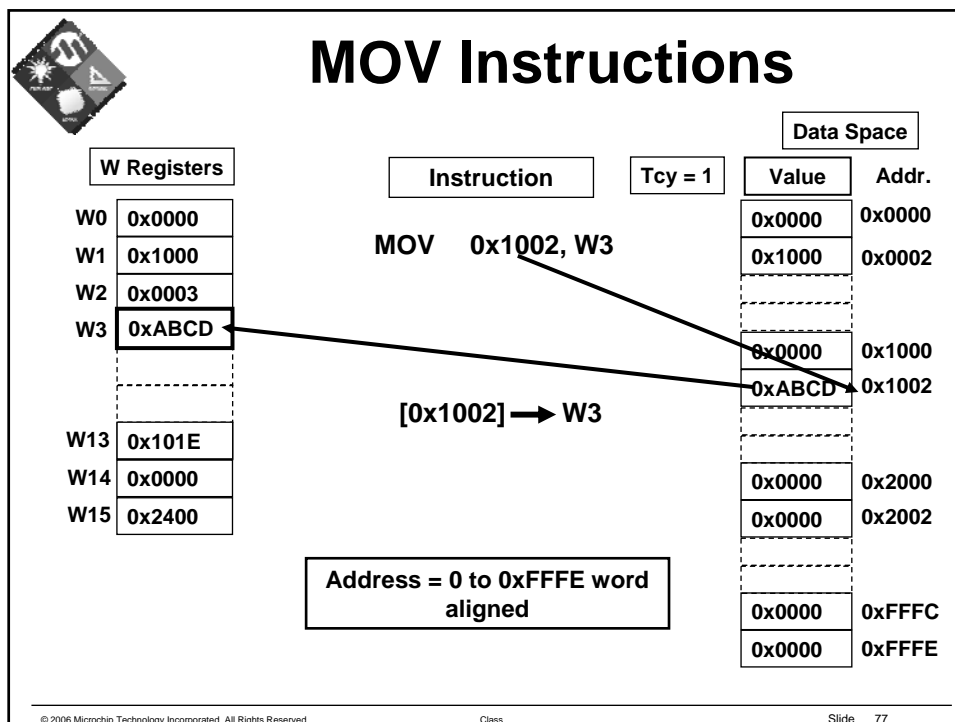 MOV Instructions
Data Space
W Registers
Instruction
Tcy = 1
Value
Addr.
W0 0x0000
W1 0x1000
W2 0x0003
W3 0xABCD
W13 0x101E
W14 0x0000
W15 0x2400
MOV 0x1002, W3
[0x1002] W3
Address = 0 to 0xFFFE word
aligned
0x0000 0x0000
0x1000 0x0002
0x0000 0x1000
0xABCD 0x1002
0x0000 0x2000
0x0000 0x2002
0x0000 0xFFFC
0x0000 0xFFFE
© 2006 Microchip Technology Incorporated. All Rights Reserved.
Class
Slide 77